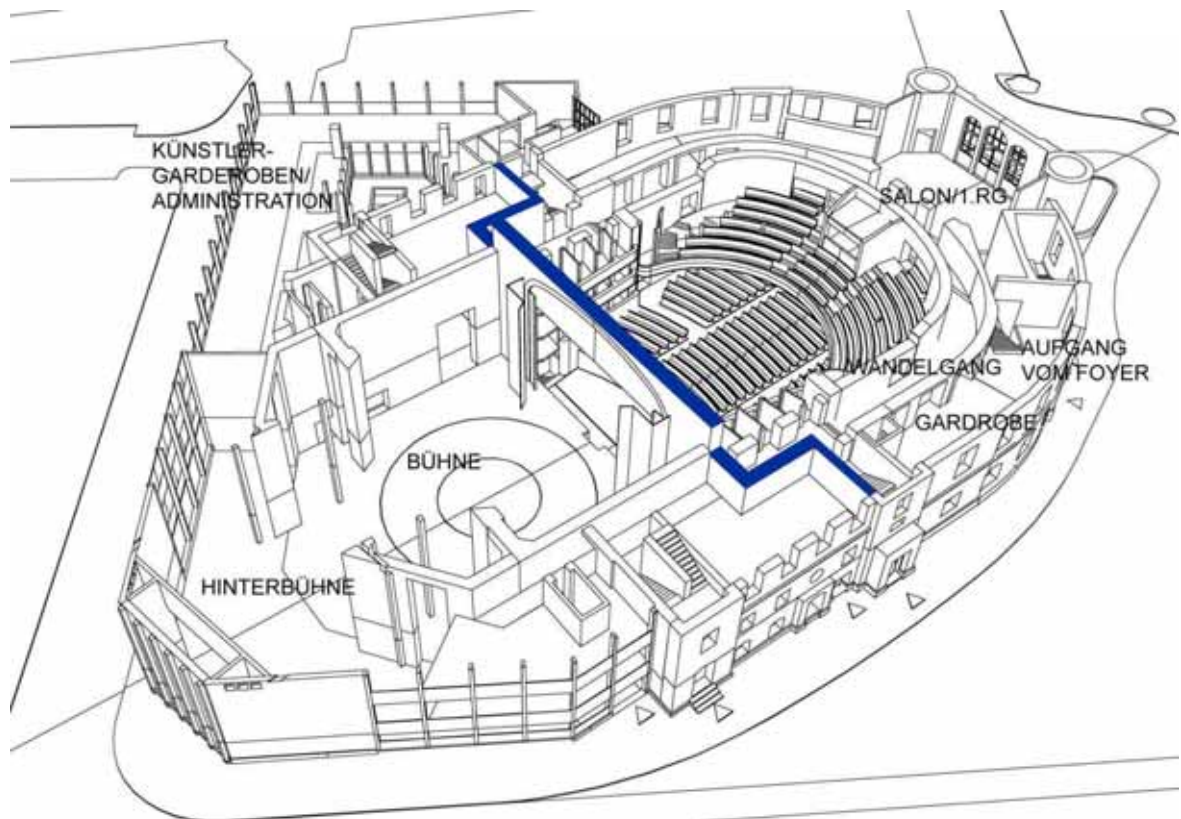 KÜNSTLER-
GARDEROBEN/
ADMINISTRATION
SALON/1.RG
WANDELGANG
AUFGANG
VOM FOYER
GARDROBE
BÜHNE
HINTERBÜHNE